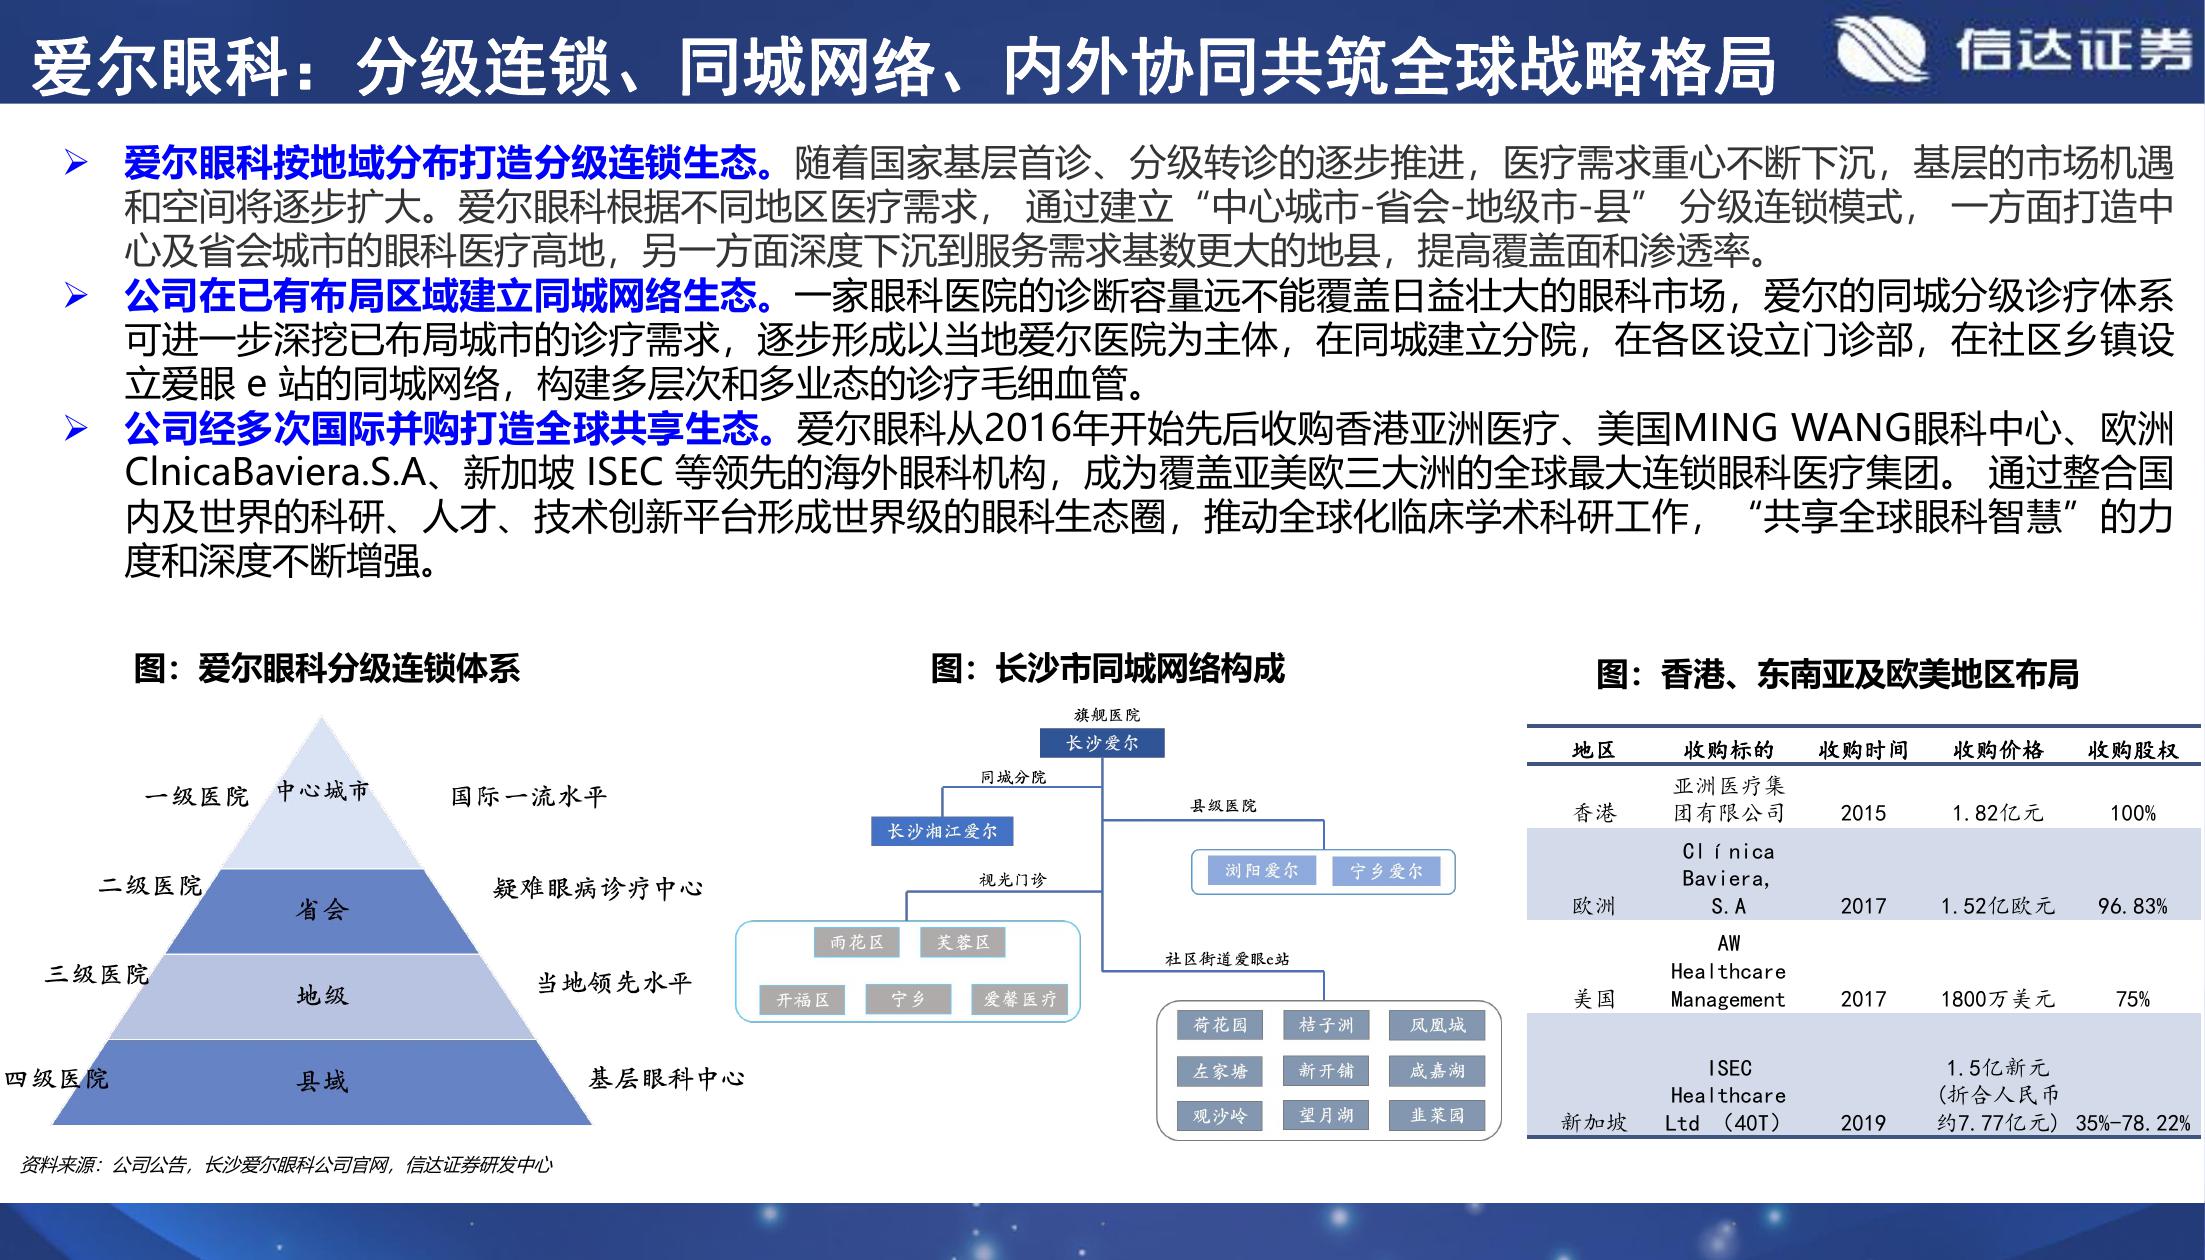 爱尔眼科：分级连锁、同城网络、内外协同共筑全球战略格局
信达证券
爱尔眼科按地域分布打造分级连锁生态。随着国家基层首诊、分级转诊的逐步推进，医疗需求重心不断下沉，基层的市场机遇
和空间将逐步扩大。爱尔眼科根据不同地区医疗需求， 通过建立“中心城市-省会-地级市-县” 分级连锁模式， 一方面打造中
心及省会城市的眼科医疗高地，另一方面深度下沉到服务需求基数更大的地县，提高覆盖面和渗透率。
公司在已有布局区域建立同城网络生态。一家眼科医院的诊断容量远不能覆盖日益壮大的眼科市场，爱尔的同城分级诊疗体系
可进一步深挖已布局城市的诊疗需求，逐步形成以当地爱尔医院为主体，在同城建立分院，在各区设立门诊部，在社区乡镇设
立爱眼 e 站的同城网络，构建多层次和多业态的诊疗毛细血管。
公司经多次国际并购打造全球共享生态。爱尔眼科从2016年开始先后收购香港亚洲医疗、美国MING WANG眼科中心、欧洲
ClnicaBaviera.S.A、新加坡 ISEC 等领先的海外眼科机构，成为覆盖亚美欧三大洲的全球最大连锁眼科医疗集团。 通过整合国
内及世界的科研、人才、技术创新平台形成世界级的眼科生态圈，推动全球化临床学术科研工作， “共享全球眼科智慧”的力
度和深度不断增强。
图：爱尔眼科分级连锁体系
一级医院 中心城市 国际一流水平
二级医院 省会 疑难眼病诊疗中心
三级医院 地级 当地领先水平
四级医院 县域 基层眼科中心
图：长沙市同城网络构成
旗舰医院
长沙爱尔
同城分院
长沙湘江爱尔
县级医院
浏阳爱尔 宁乡爱尔
视光门诊
雨花区 芙蓉区
开福区 宁乡 爱馨医疗
社区街道爱眼e站
荷花园 桔子洲 凤凰城
左家塘 新开铺 咸嘉湖
观沙岭 望月湖 韭菜园
图：香港、东南亚及欧美地区布局
地区 收购标的 收购时间 收购价格 收购股权
亚洲医疗集
香港 团有限公司 2015 1.82亿元 100%
Clínica
Baviera,
欧洲 S.A 2017 1.52亿欧元 96.83%
AW
Healthcare
美国 Management 2017 1800万美元 75%
ISEC 1.5亿新元
Healthcare (折合人民币
新加坡 Ltd （40T） 2019 约7.77亿元) 35%-78.22%
资料来源：公司公告，长沙爱尔眼科公司官网，信达证券研发中心